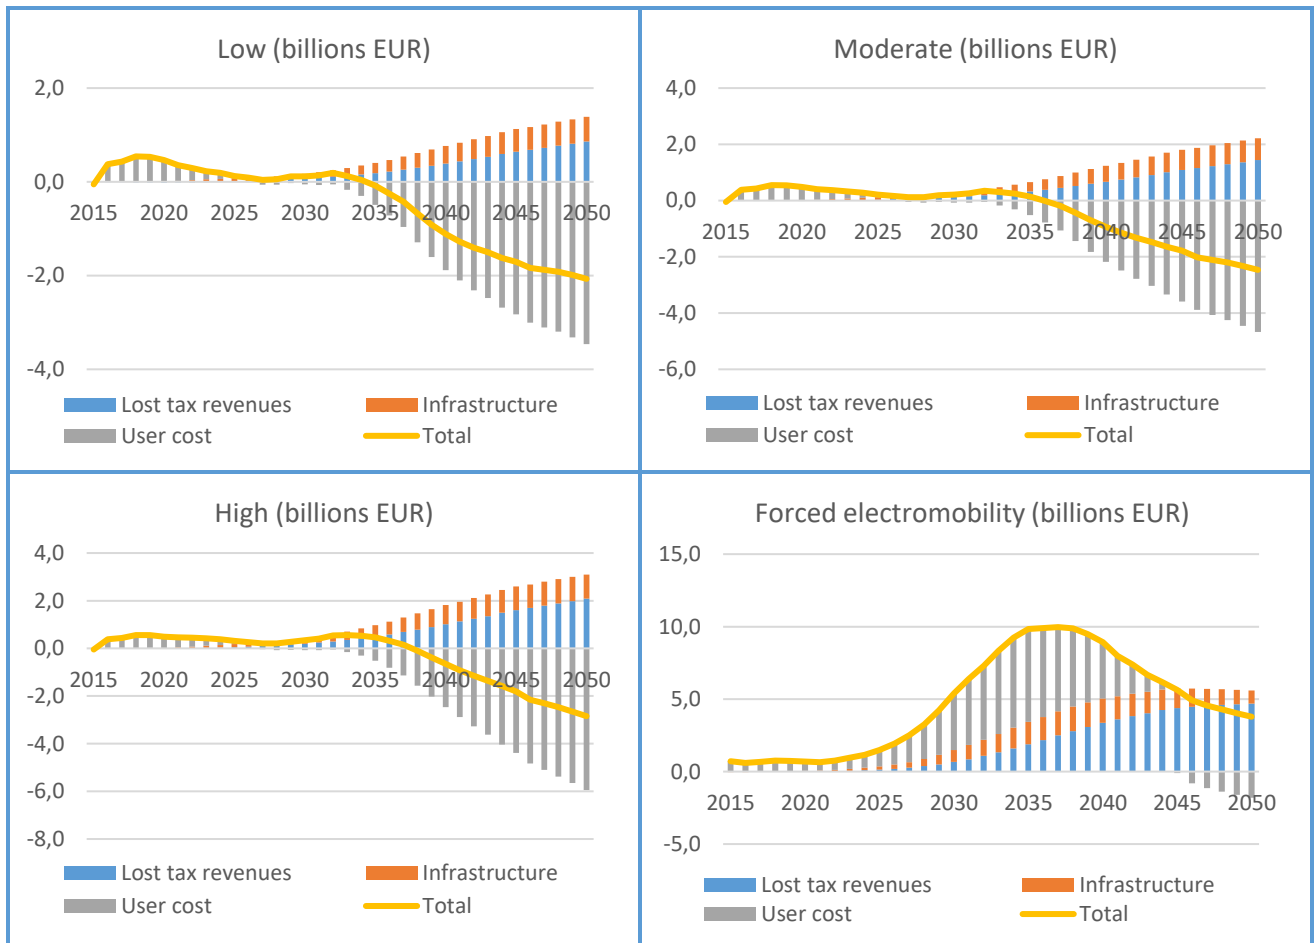 Low (billions EUR)
2,0
0,0
-2,0
-4,0
2015 2020 2025 2030 2035 2040 2045 2050
Lost tax revenues Infrastructure
User cost Total
Moderate (billions EUR)
4,0
2,0
0,0
-2,0
-4,0
-6,0
2015 2020 2025 2030 2035 2040 2045 2050
Lost tax revenues Infrastructure
User cost Total
High (billions EUR)
4,0
2,0
0,0
-2,0
-4,0
-6,0
-8,0
2015 2020 2025 2030 2035 2040 2045 2050
Lost tax revenues Infrastructure
User cost Total
Forced electromobility (billions EUR)
15,0
10,0
5,0
0,0
-5,0
2015 2020 2025 2030 2035 2040 2045 2050
Lost tax revenues Infrastructure
User cost Total